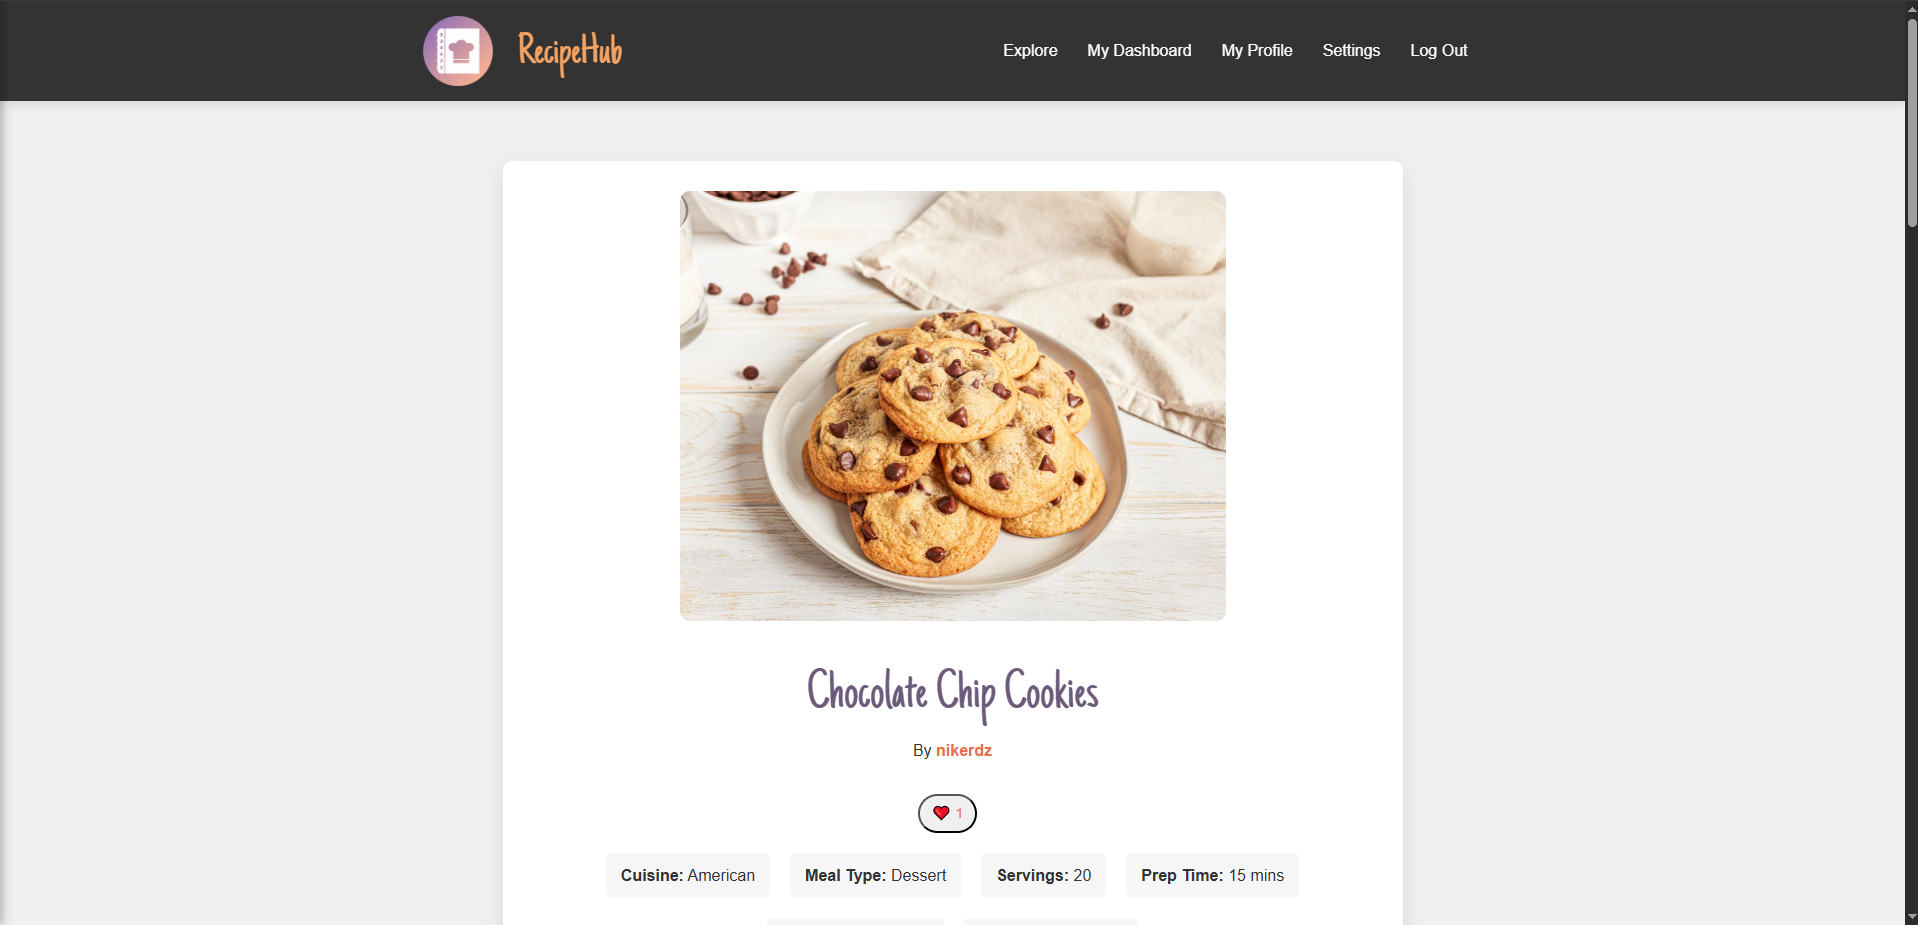 RecipeHub
Explore My Dashboard My Profile Settings Log Out
Chocolate Chip Cookies
By nikerdz
1
Cuisine: American Meal Type: Dessert Servings: 20 Prep Time: 15 mins